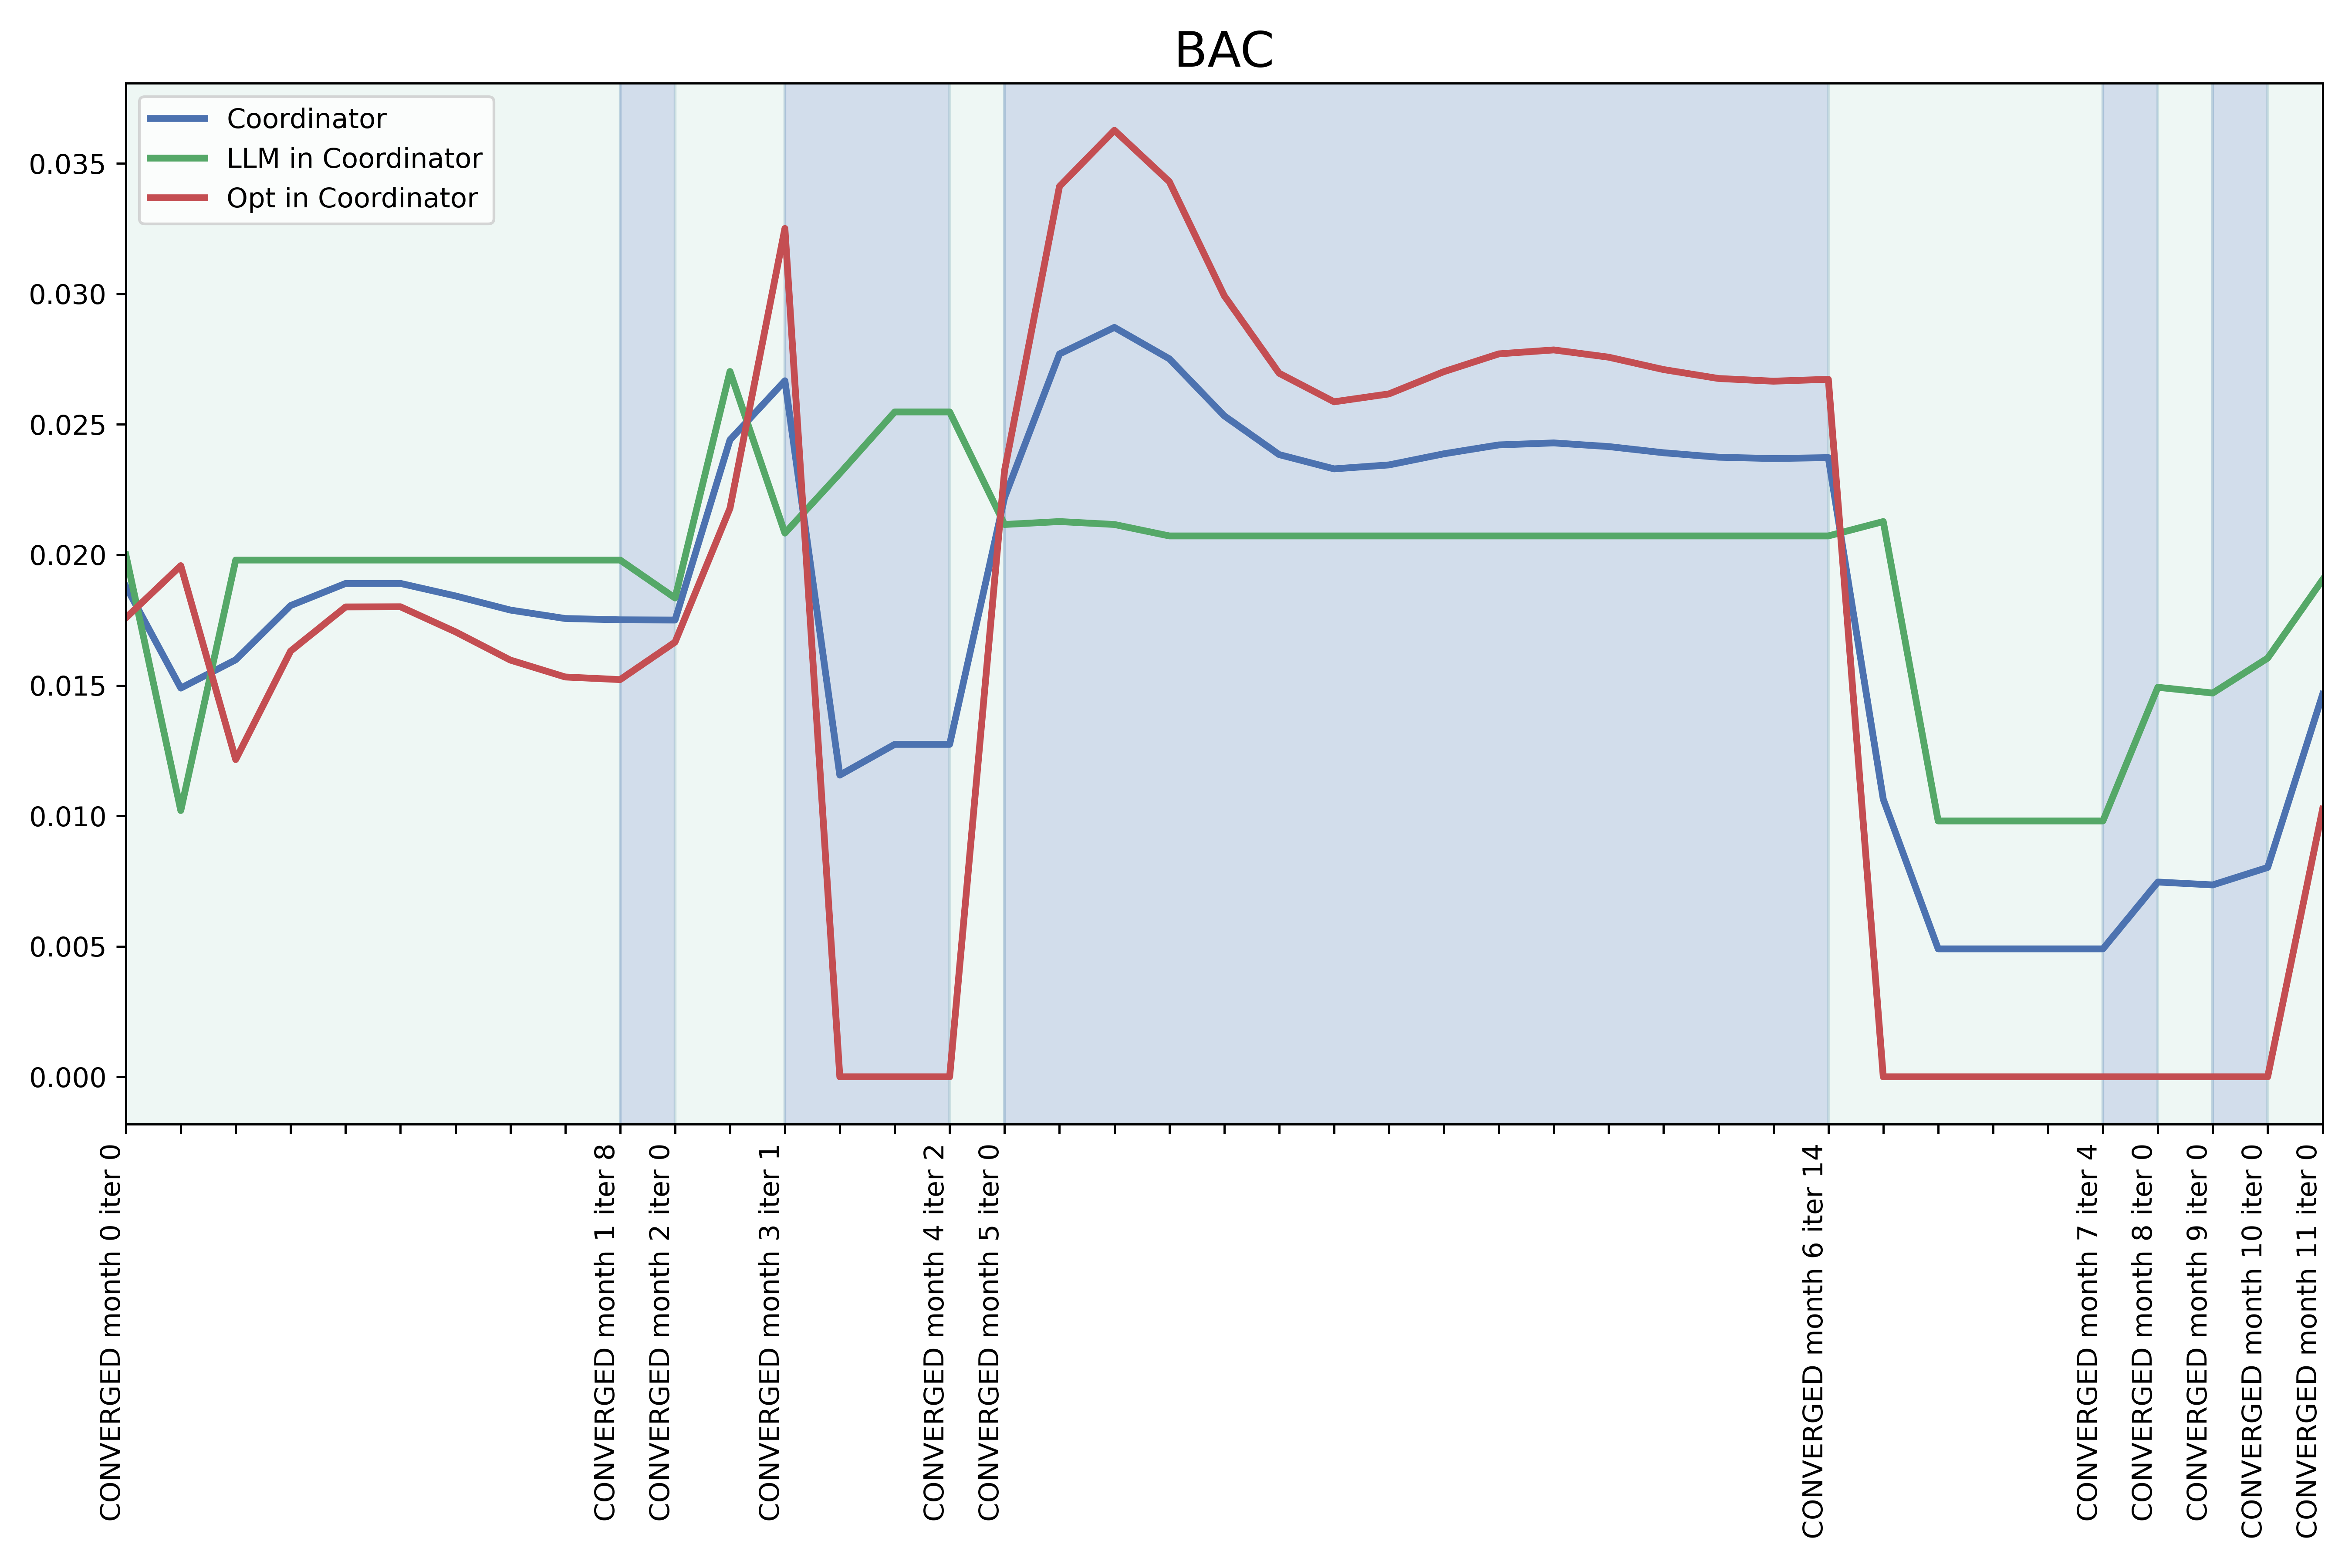 BAC
Coordinator
LLM in Coordinator
Opt in Coordinator
0.035
0.030
0.025
0.020
0.015
0.010
0.005
0.000
CONVERGED month 0 iter 0
CONVERGED month 1 iter 8
CONVERGED month 2 iter 0
CONVERGED month 3 iter 1
CONVERGED month 4 iter 2
CONVERGED month 5 iter 0
CONVERGED month 6 iter 14
CONVERGED month 7 iter 4
CONVERGED month 8 iter 0
CONVERGED month 9 iter 0
CONVERGED month 10 iter 0
CONVERGED month 11 iter 0